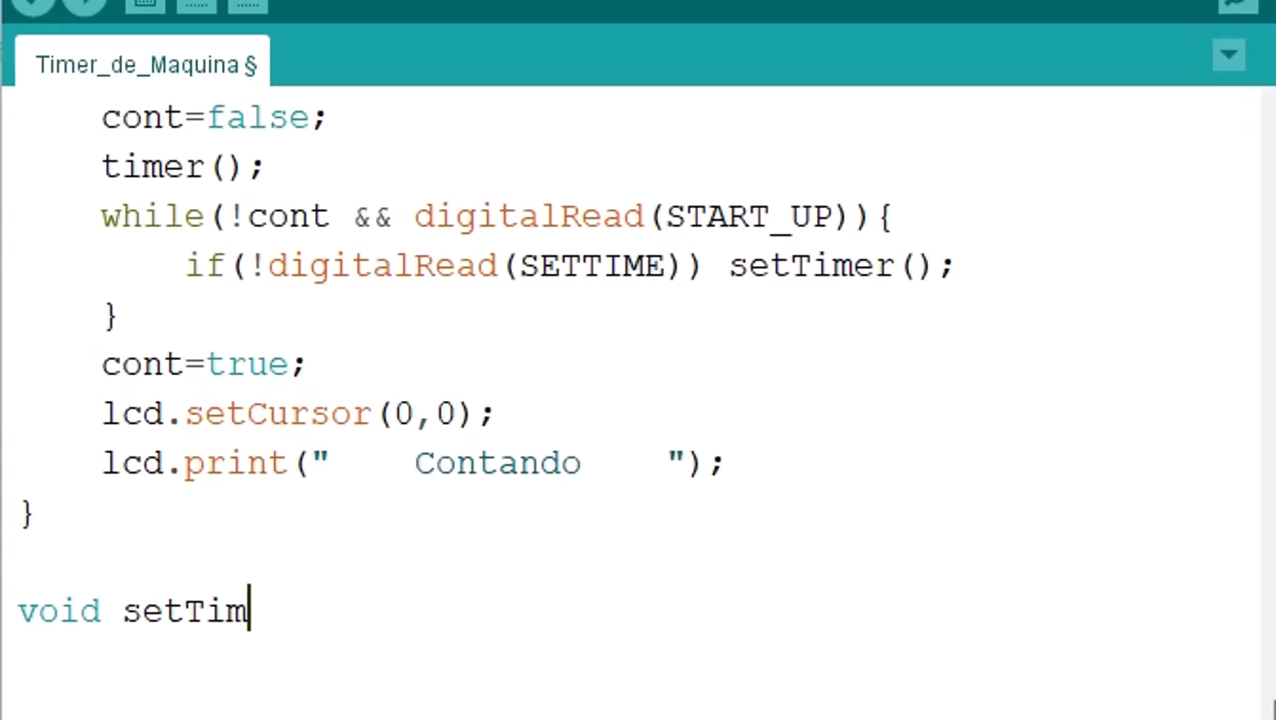 Timer_de_Maquina §
cont=false;
timer();
while(!cont && digitalRead(START_UP)){
if(!digitalRead(SETTIME)) setTimer();
}
cont=true;
lcd.setCursor(0,0);
lcd.print("    Contando    ");
}
void setTim